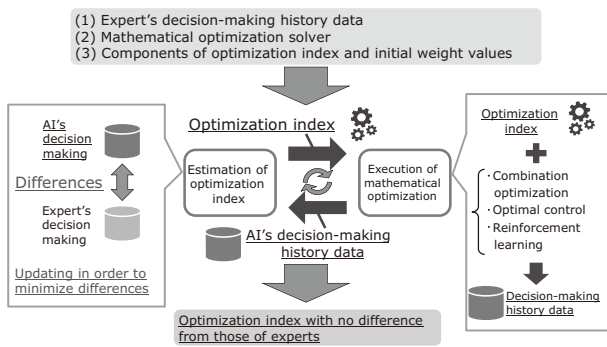 (1) Expert's decision-making history data
(2) Mathematical optimization solver
(3) Components of optimization index and initial weight values
AI's
decision
making
Differences
Expert's
decision
making
Updating in order to
minimize differences
Optimization index
Estimation of
optimization
index
Execution of
mathematical
optimization
AI's decision-making
history data
Optimization
index
· Combination
optimization
· Optimal control
· Reinforcement
learning
Decision-making
history data
Optimization index with no difference
from those of experts